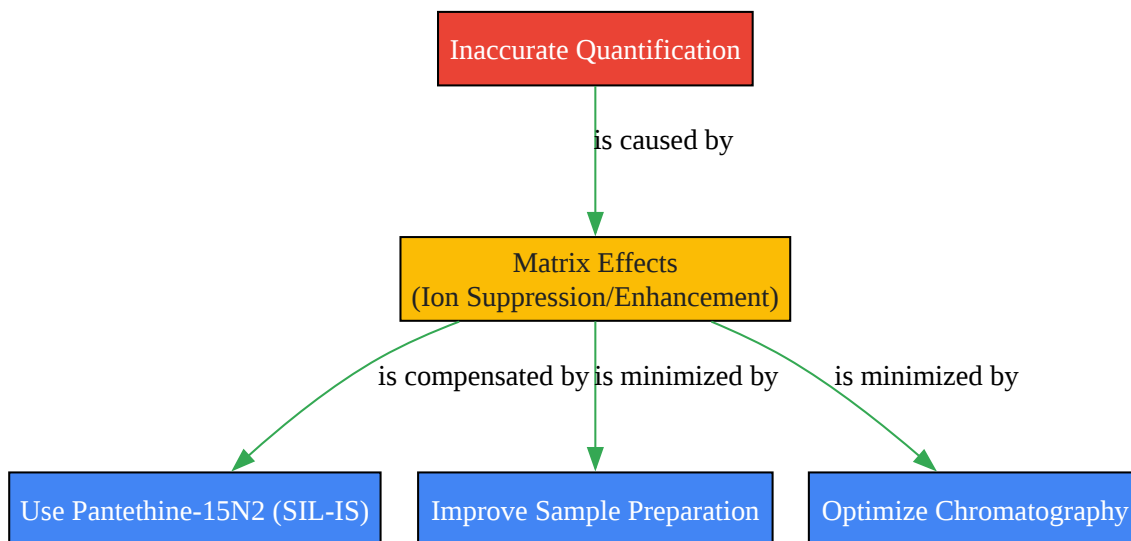 Inaccurate Quantification
is caused by
Matrix Effects
(Ion Suppression/Enhancement)
is compensated by
is minimized by
is minimized by
Use Pantethine-15N2 (SIL-IS)
Improve Sample Preparation
Optimize Chromatography